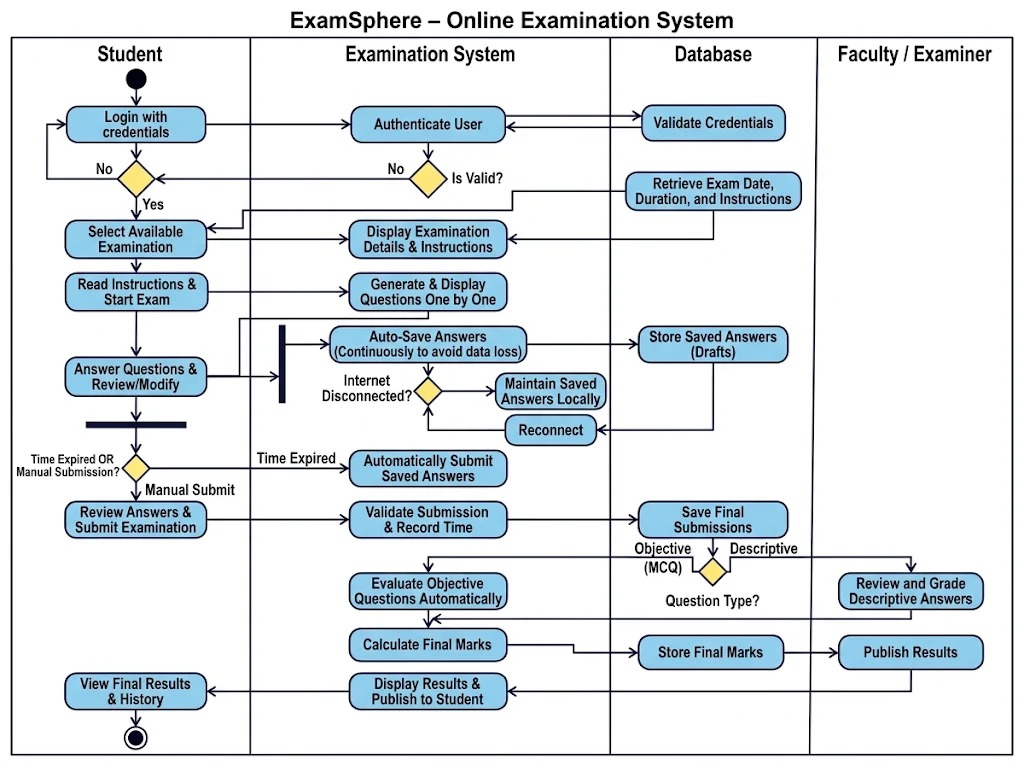 ExamSphere – Online Examination System
Student
Examination System
Database
Faculty / Examiner
Login with
credentials
Authenticate User
Validate Credentials
No
No
Is Valid?
Yes
Retrieve Exam Date,
Duration, and Instructions
Select Available
Examination
Display Examination
Details & Instructions
Read Instructions &
Start Exam
Generate & Display
Questions One by One
Auto-Save Answers
(Continuously to avoid data loss)
Store Saved Answers
(Drafts)
Answer Questions &
Review/Modify
Internet
Disconnected?
Maintain Saved
Answers Locally
Reconnect
Time Expired OR
Manual Submission?
Time Expired
Automatically Submit
Saved Answers
Manual Submit
Review Answers &
Submit Examination
Validate Submission
& Record Time
Save Final
Submissions
Objective
(MCQ)
Descriptive
Question Type?
Evaluate Objective
Questions Automatically
Review and Grade
Descriptive Answers
Calculate Final Marks
Store Final Marks
Publish Results
View Final Results
& History
Display Results &
Publish to Student